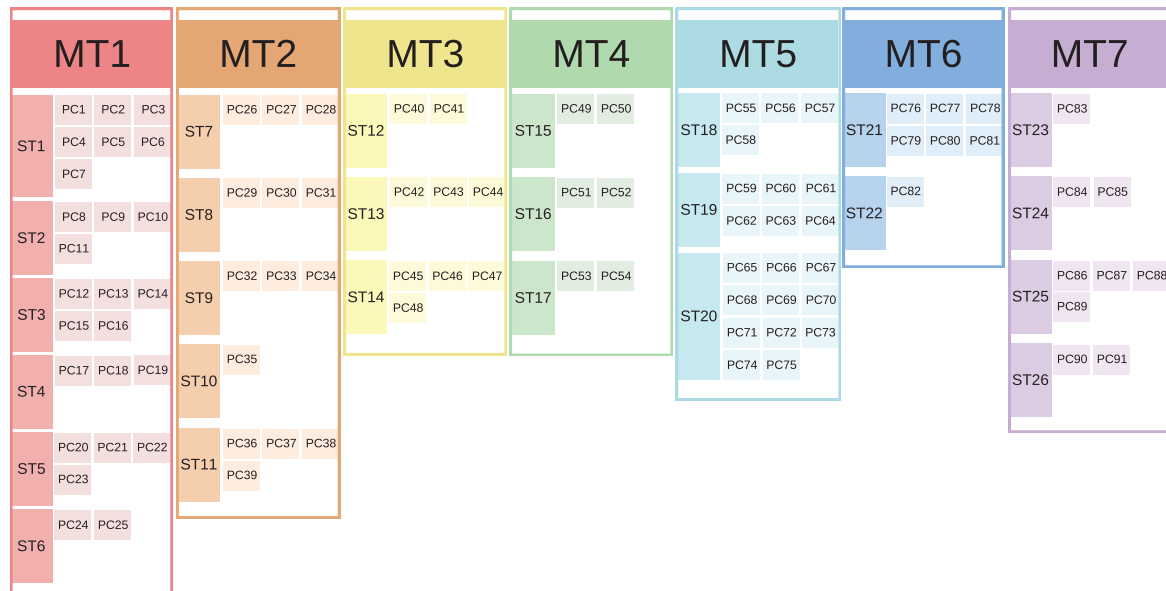 MT1
ST1
PC1 PC2 PC3
PC4 PC5 PC6
PC7
ST2
PC8 PC9 PC10
PC11
ST3
PC12 PC13 PC14
PC15 PC16
ST4
PC17 PC18 PC19
ST5
PC20 PC21 PC22
PC23
ST6
PC24 PC25
MT2
ST7
PC26 PC27 PC28
ST8
PC29 PC30 PC31
ST9
PC32 PC33 PC34
ST10
PC35
ST11
PC36 PC37 PC38
PC39
MT3
ST12
PC40 PC41
ST13
PC42 PC43 PC44
ST14
PC45 PC46 PC47
PC48
MT4
ST15
PC49 PC50
ST16
PC51 PC52
ST17
PC53 PC54
MT5
ST18
PC55 PC56 PC57
PC58
ST19
PC59 PC60 PC61
PC62 PC63 PC64
ST20
PC65 PC66 PC67
PC68 PC69 PC70
PC71 PC72 PC73
PC74 PC75
MT6
ST21
PC76 PC77 PC78
PC79 PC80 PC81
ST22
PC82
MT7
ST23
PC83
ST24
PC84 PC85
ST25
PC86 PC87 PC88
PC89
ST26
PC90 PC91